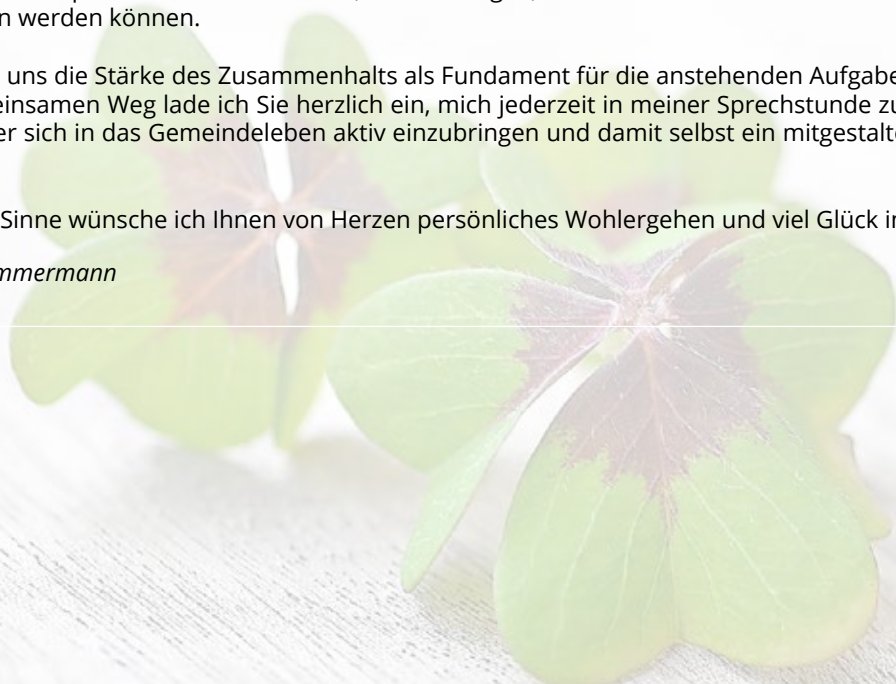 n werden können.
uns die Stärke des Zusammenhalts als Fundament für die anstehenden Aufgabe
einsamen Weg lade ich Sie herzlich ein, mich jederzeit in meiner Sprechstunde zu
er sich in das Gemeindeleben aktiv einzubringen und damit selbst ein mitgestalte
Sinne wünsche ich Ihnen von Herzen persönliches Wohlergehen und viel Glück i
mmermann